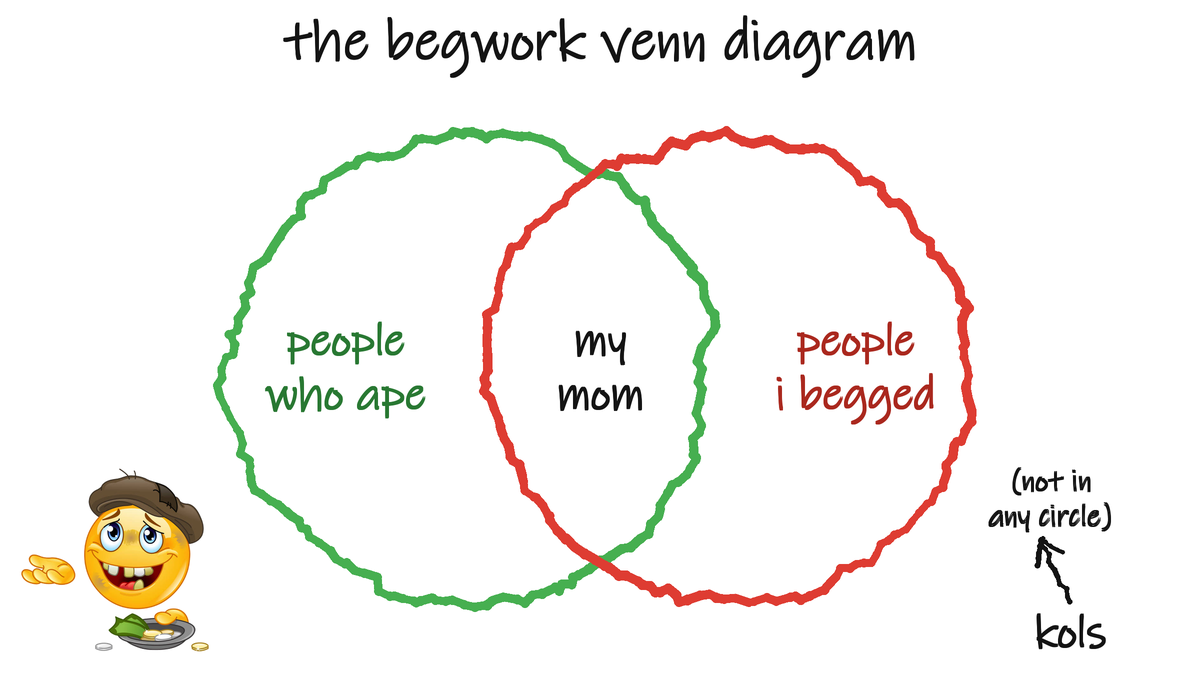 the begwork venn diagram
people
who ape
my
mom
people
i begged
(not in
any circle)
kols